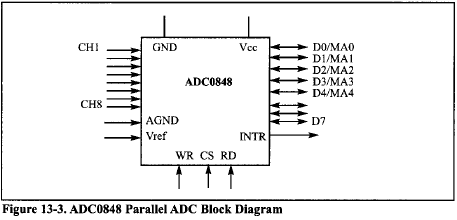 GND Vcc
CH1
D0/MA0
D1/MA1
D2/MA2
ADC0848
D3/MA3
D4/MA4
CH8
AGND D7
Vref INTR
WR CS RD
Figure 13-3. ADC0848 Parallel ADC Block Diagram